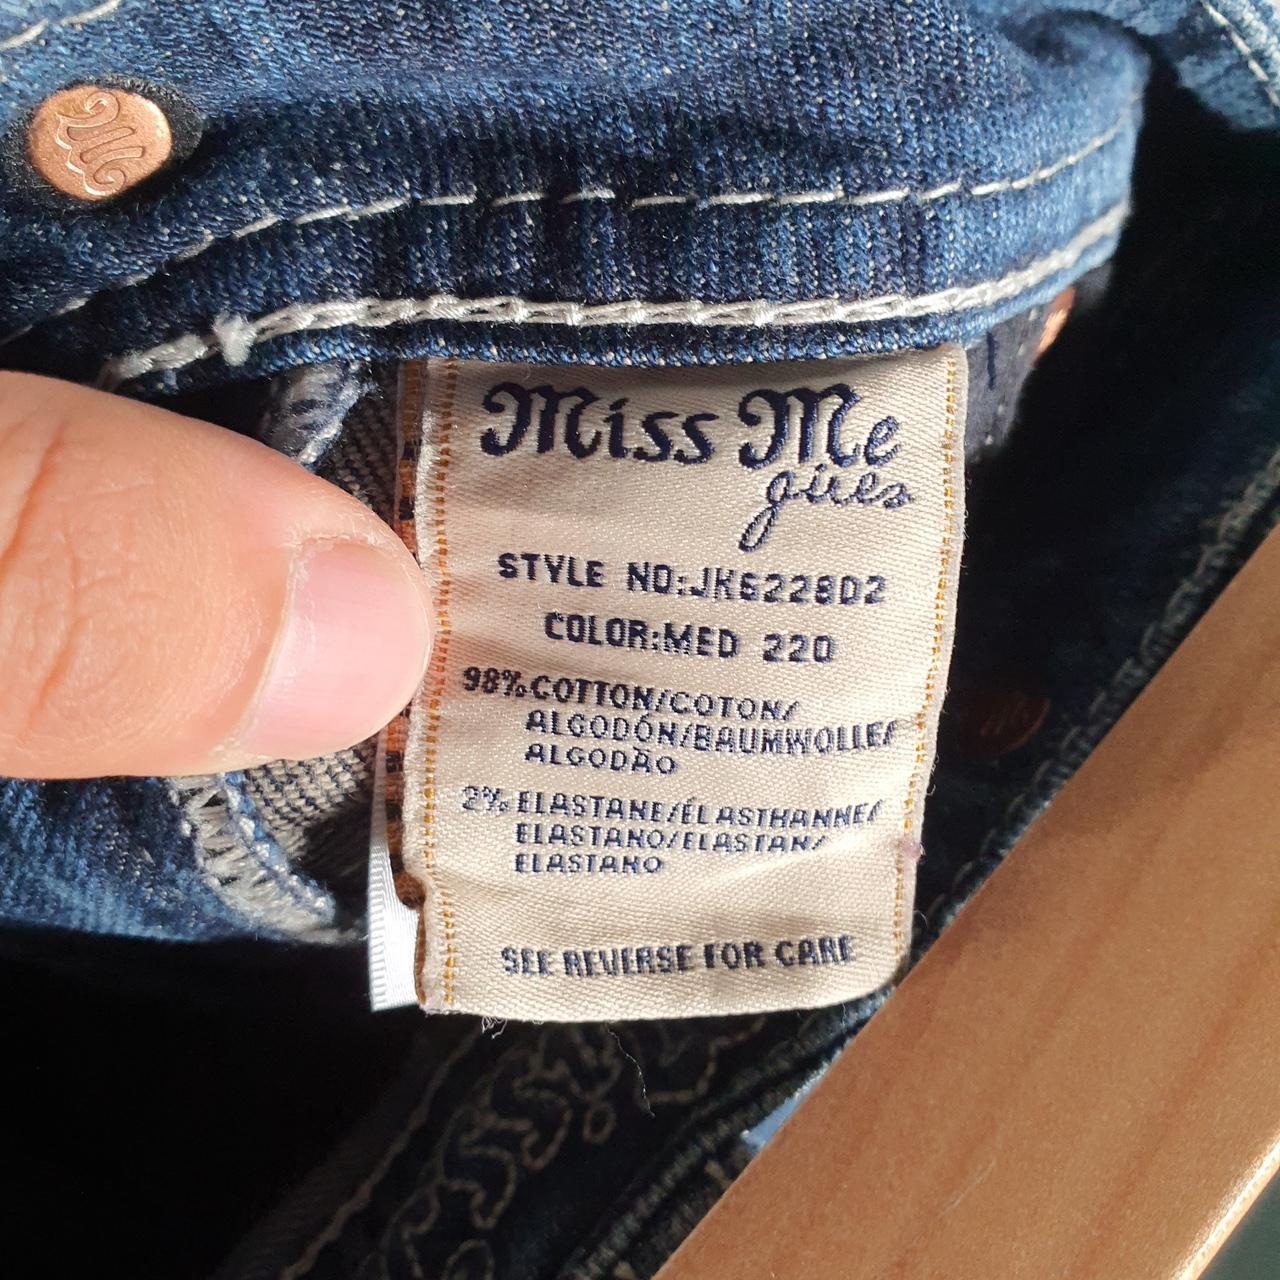 Miss Me
STYLE NO:JK6228D2
COLOR:MED 220
98% COTTON/COTON/
ALGODÓN/BAUMWOLLE/
ALGODÃO
2% ELASTANE/ÉLASTHANNE/
ELASTANO/ELASTAN/
ELASTANO
SEE REVERSE FOR CARE